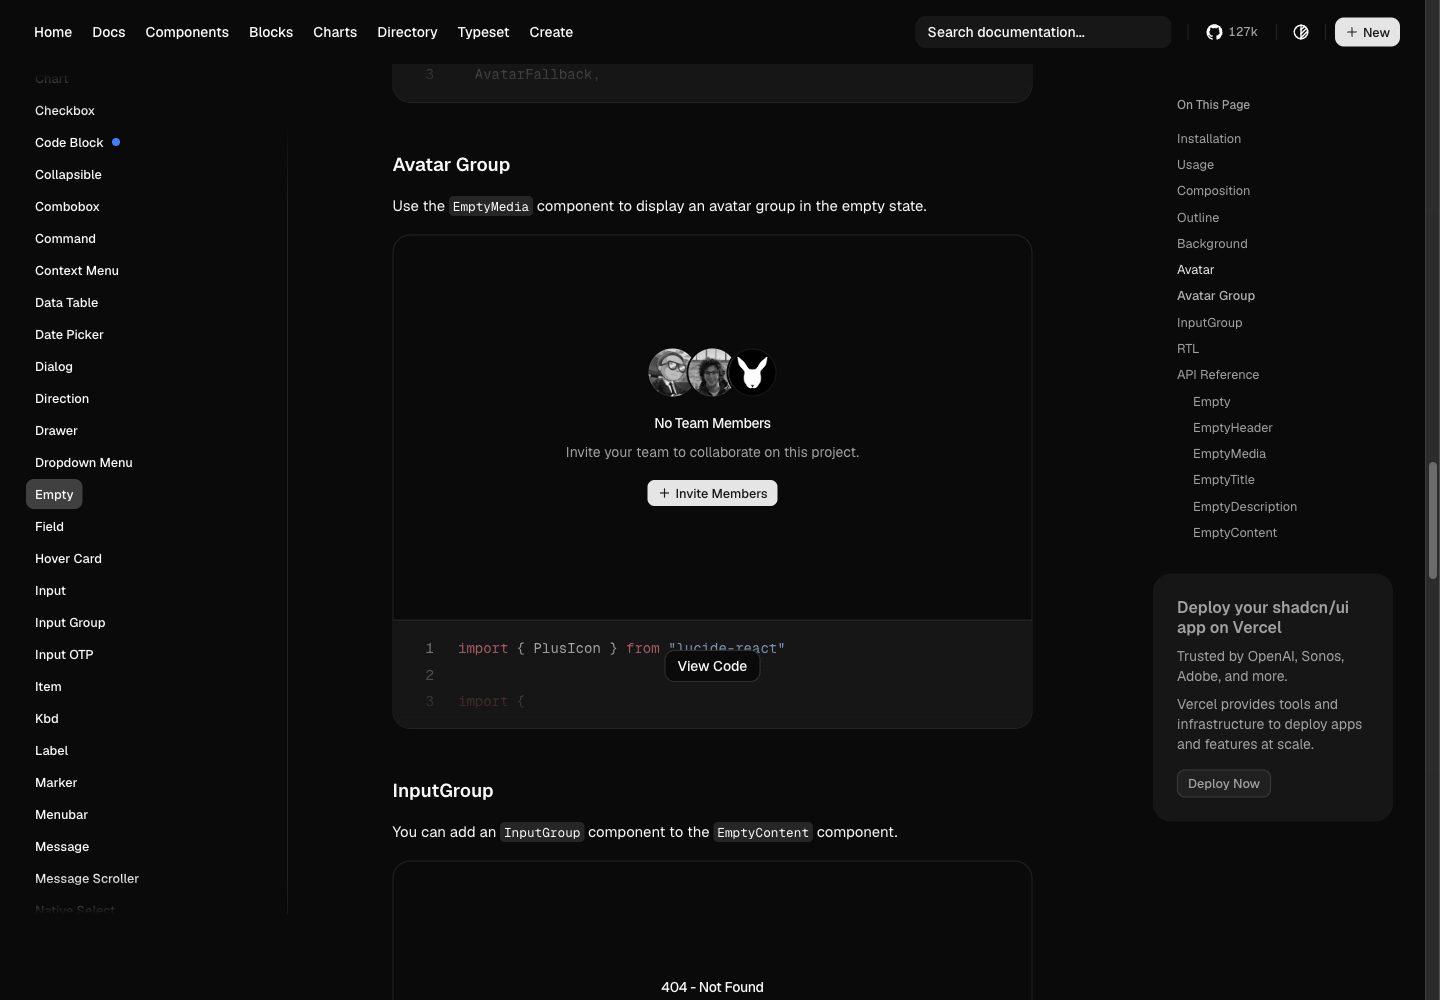 Home Docs Components Blocks Charts Directory Typeset Create
Search documentation...
127k
New
Chart
Checkbox
Code Block
Collapsible
Combobox
Command
Context Menu
Data Table
Date Picker
Dialog
Direction
Drawer
Dropdown Menu
Empty
Field
Hover Card
Input
Input Group
Input OTP
Item
Kbd
Label
Marker
Menubar
Message
Message Scroller
Native Select
3 AvatarFallback,
Avatar Group
Use the EmptyMedia component to display an avatar group in the empty state.
No Team Members
Invite your team to collaborate on this project.
Invite Members
1 import { PlusIcon } from "lucide-react"
View Code
2
3 import {
InputGroup
You can add an InputGroup component to the EmptyContent component.
404 - Not Found
On This Page
Installation
Usage
Composition
Outline
Background
Avatar
Avatar Group
InputGroup
RTL
API Reference
Empty
EmptyHeader
EmptyMedia
EmptyTitle
EmptyDescription
EmptyContent
Deploy your shadcn/ui
app on Vercel
Trusted by OpenAI, Sonos,
Adobe, and more.
Vercel provides tools and
infrastructure to deploy apps
and features at scale.
Deploy Now